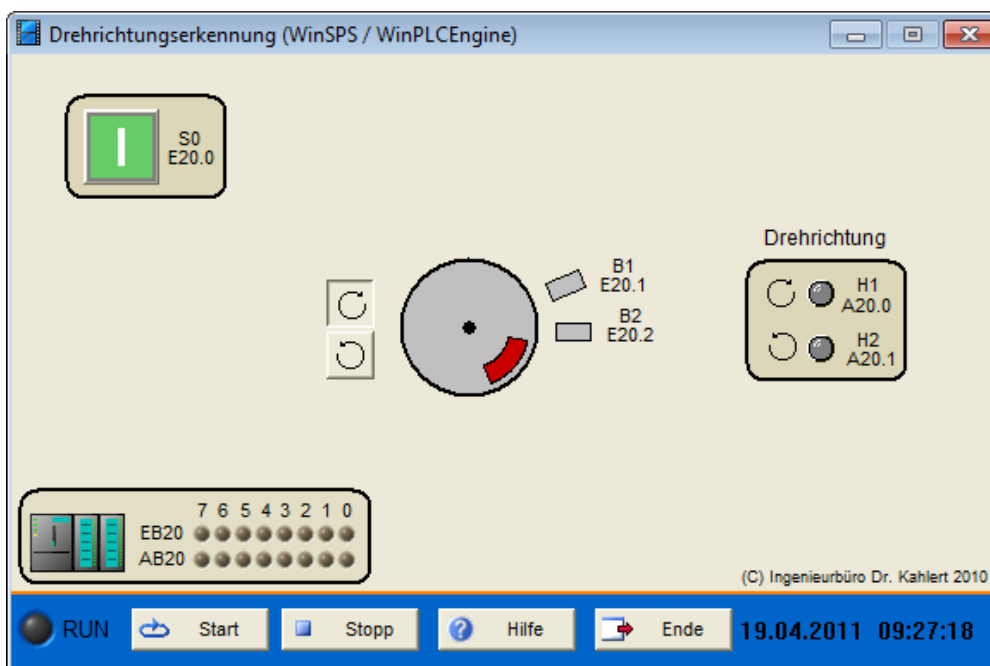 Drehrichtungserkennung (WinSPS / WinPLCEngine)
S0
E20.0
B1
E20.1
B2
E20.2
Drehrichtung
H1
A20.0
H2
A20.1
7 6 5 4 3 2 1 0
EB20
AB20
(C) Ingenieurbüro Dr. Kahlert 2010
RUN Start Stopp Hilfe Ende 19.04.2011 09:27:18